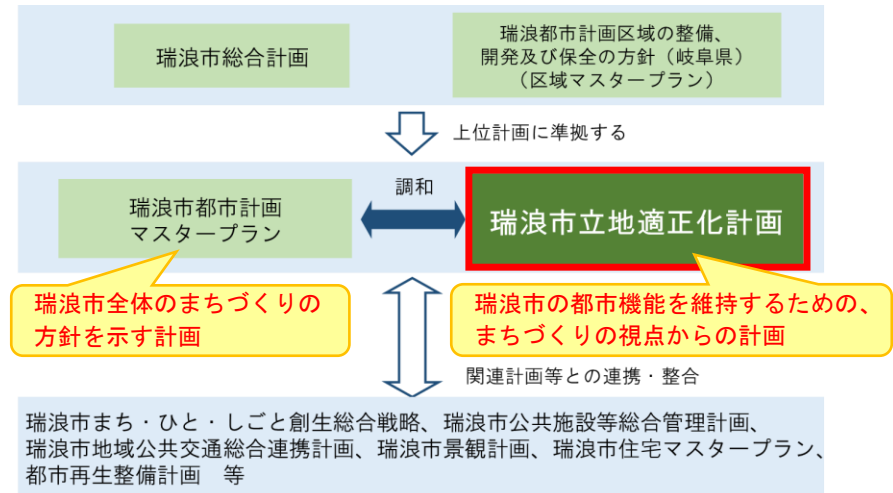 瑞浪市総合計画
瑞浪都市計画区域の整備、
開発及び保全の方針（岐阜県）
（区域マスタープラン）
上位計画に準拠する
瑞浪市都市計画
マスタープラン
調和
瑞浪市立地適正化計画
瑞浪市全体のまちづくりの
方針を示す計画
瑞浪市の都市機能を維持するための、
まちづくりの視点からの計画
関連計画等との連携・整合
瑞浪市まち・ひと・しごと創生総合戦略、瑞浪市公共施設等総合管理計画、
瑞浪市地域公共交通総合連携計画、瑞浪市景観計画、瑞浪市住宅マスタープラン、
都市再生整備計画　等